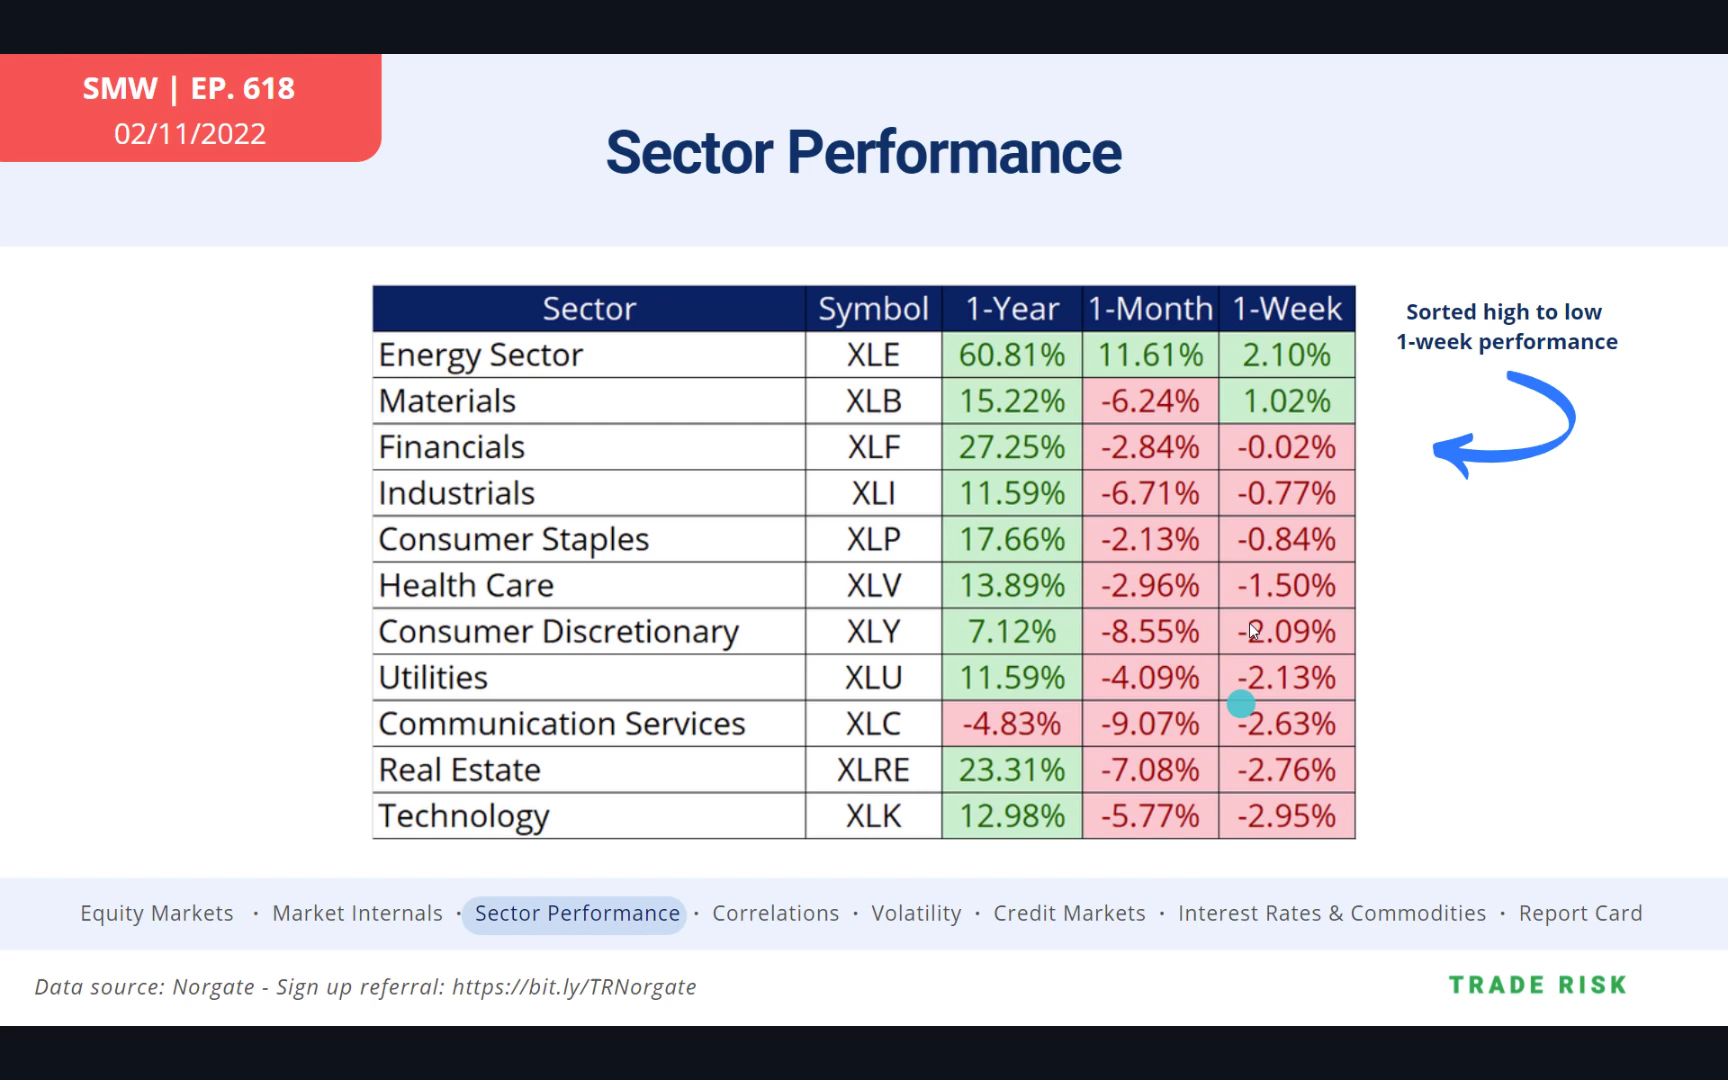 SMW | EP. 618
02/11/2022
Sector Performance
Sector Symbol 1-Year 1-Month 1-Week
Energy Sector XLE 60.81% 11.61% 2.10%
Materials XLB 15.22% -6.24% 1.02%
Financials XLF 27.25% -2.84% -0.02%
Industrials XLI 11.59% -6.71% -0.77%
Consumer Staples XLP 17.66% -2.13% -0.84%
Health Care XLV 13.89% -2.96% -1.50%
Consumer Discretionary XLY 7.12% -8.55% -2.09%
Utilities XLU 11.59% -4.09% -2.13%
Communication Services XLC -4.83% -9.07% -2.63%
Real Estate XLRE 23.31% -7.08% -2.76%
Technology XLK 12.98% -5.77% -2.95%
Sorted high to low
1-week performance
Equity Markets · Market Internals · Sector Performance · Correlations · Volatility · Credit Markets · Interest Rates & Commodities · Report Card
Data source: Norgate - Sign up referral: https://bit.ly/TRNorgate
TRADE RISK